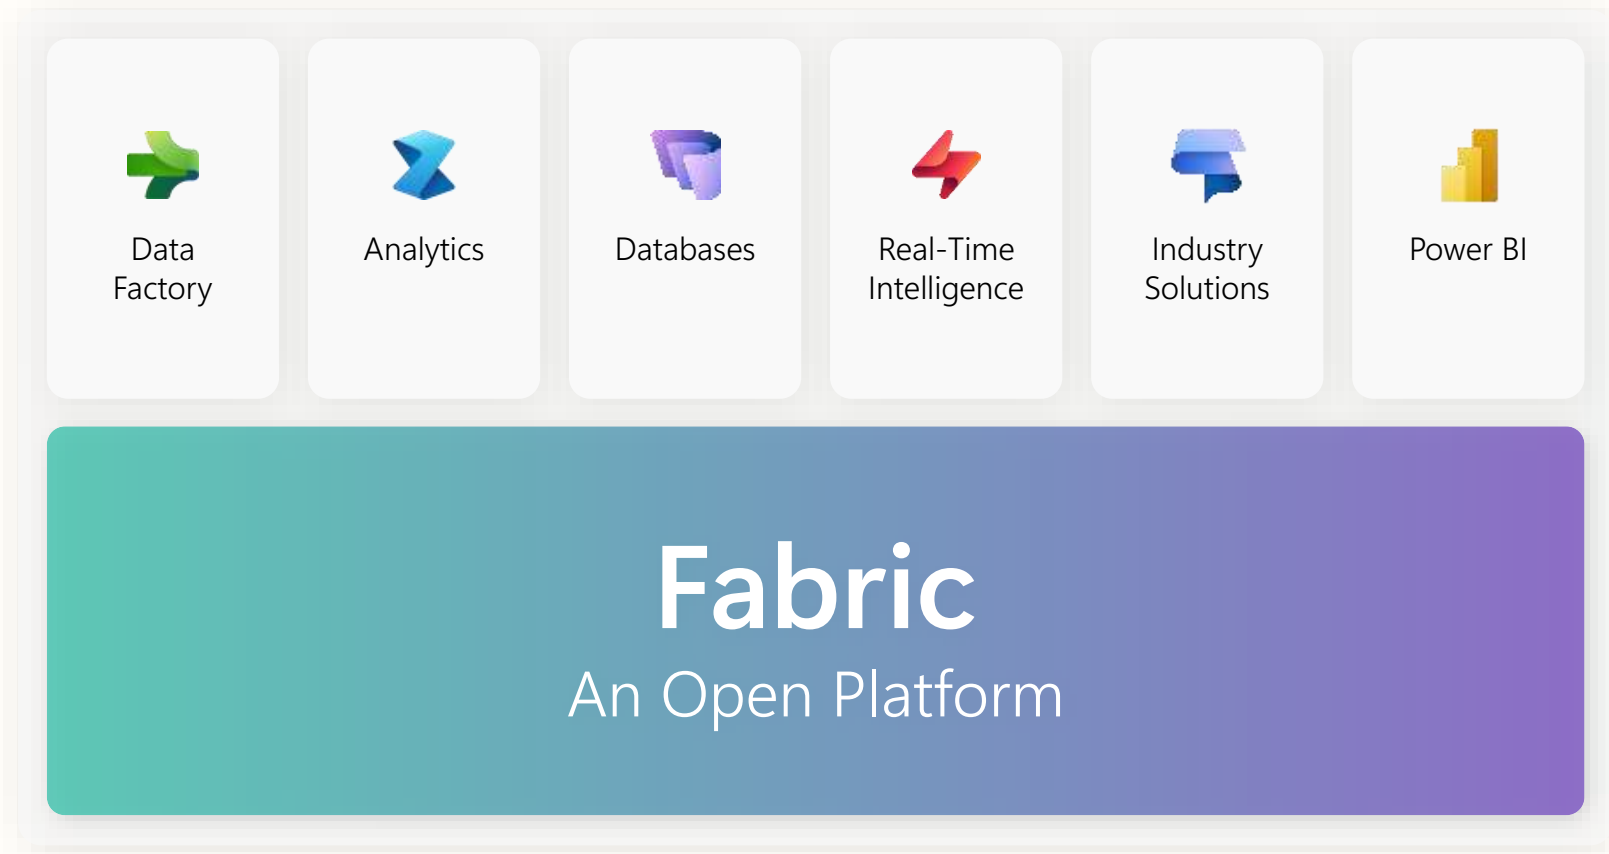 Data
Factory
Analytics
Databases
Real-Time
Intelligence
Industry
Solutions
Power BI
Fabric
An Open Platform